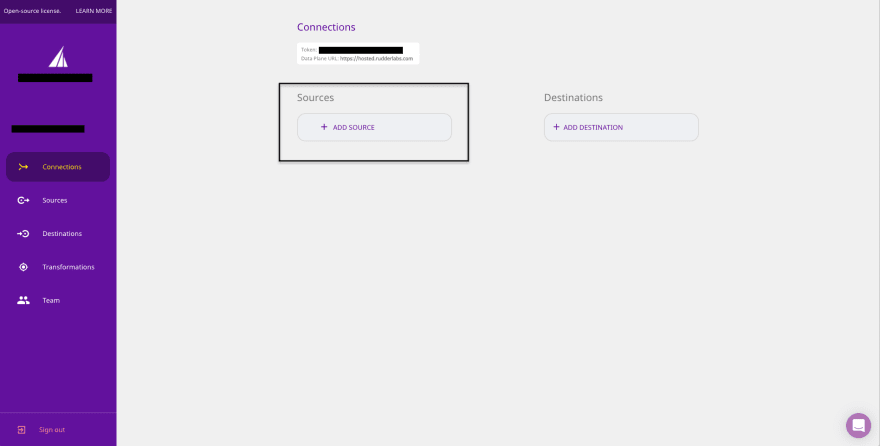 Open-source license. LEARN MORE
Connections
Sources
Destinations
Transformations
Team
Sign out
Connections
Token:
Data Plane URL: https://hosted.rudderlabs.com
Sources
+ ADD SOURCE
Destinations
+ ADD DESTINATION